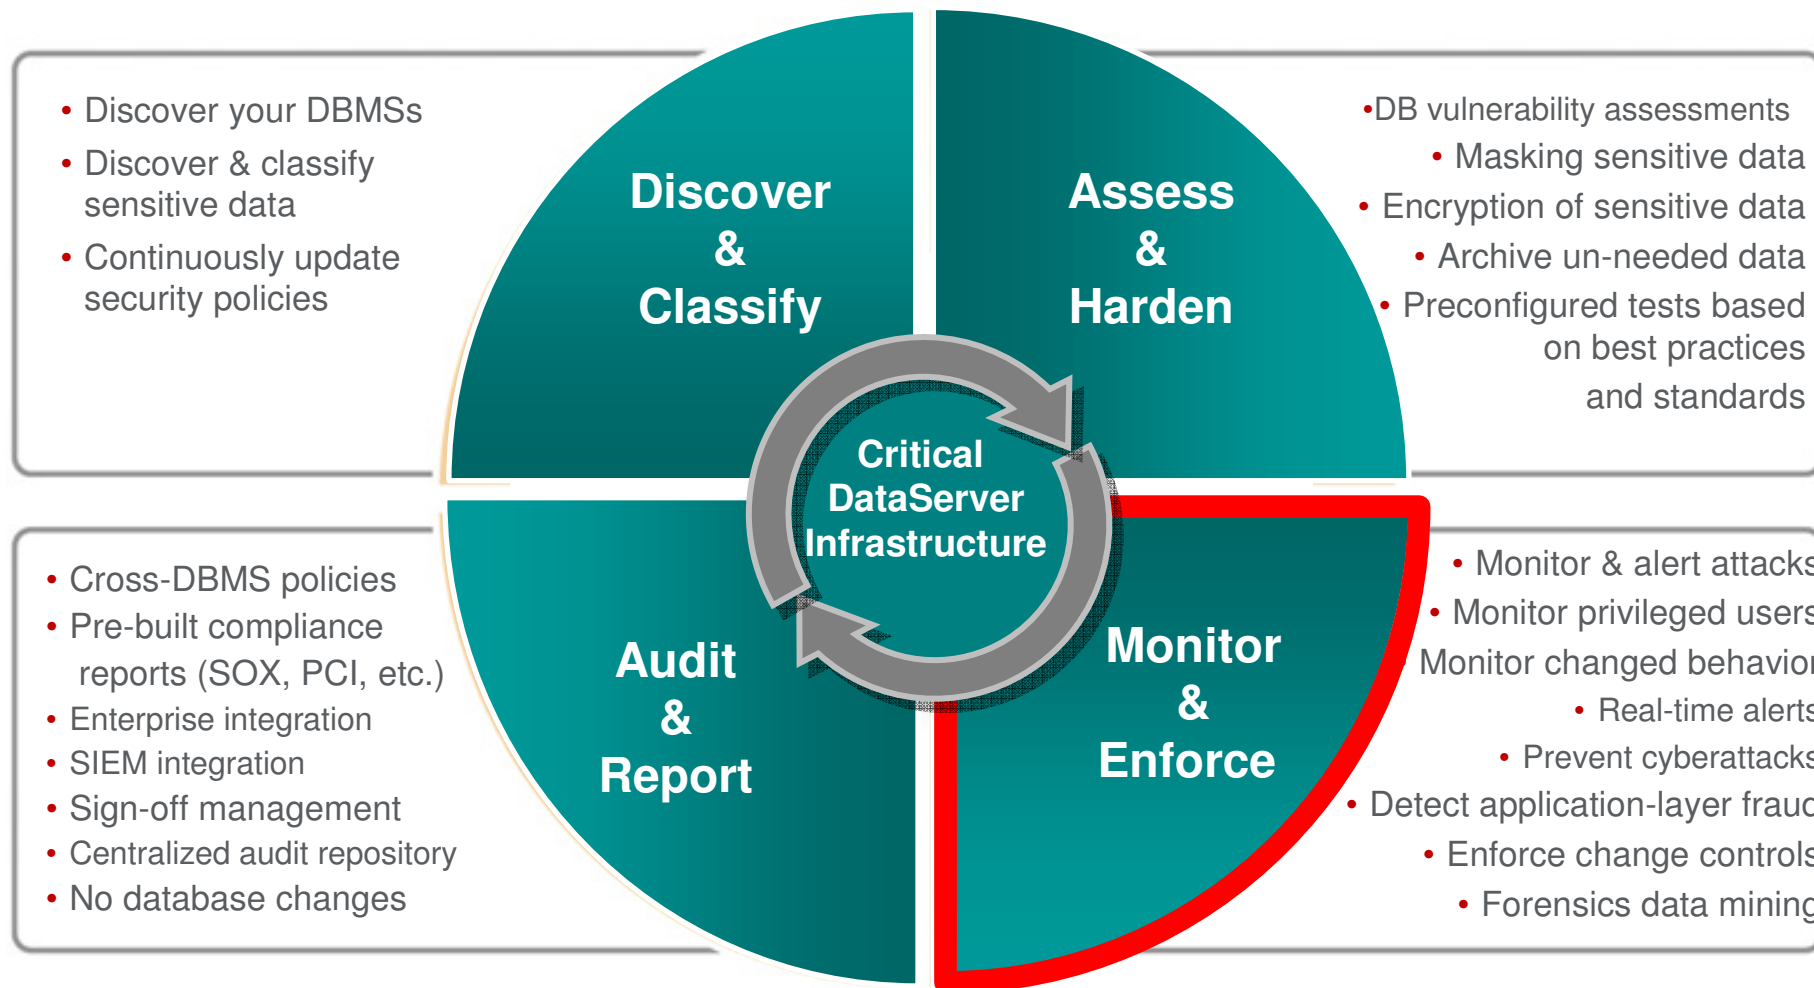 • Discover your DBMSs
• Discover & classify
sensitive data
• Continuously update
security policies
Discover
&
Classify
Assess
&
Harden
•DB vulnerability assessments
• Masking sensitive data
• Encryption of sensitive data
• Archive un-needed data
• Preconfigured tests based
on best practices
and standards
Critical
DataServer
Infrastructure
• Cross-DBMS policies
• Pre-built compliance
reports (SOX, PCI, etc.)
• Enterprise integration
• SIEM integration
• Sign-off management
• Centralized audit repository
• No database changes
Audit
&
Report
Monitor
&
Enforce
• Monitor & alert attacks
• Monitor privileged users
• Monitor changed behavior
• Real-time alerts
• Prevent cyberattacks
• Detect application-layer fraud
• Enforce change controls
• Forensics data mining